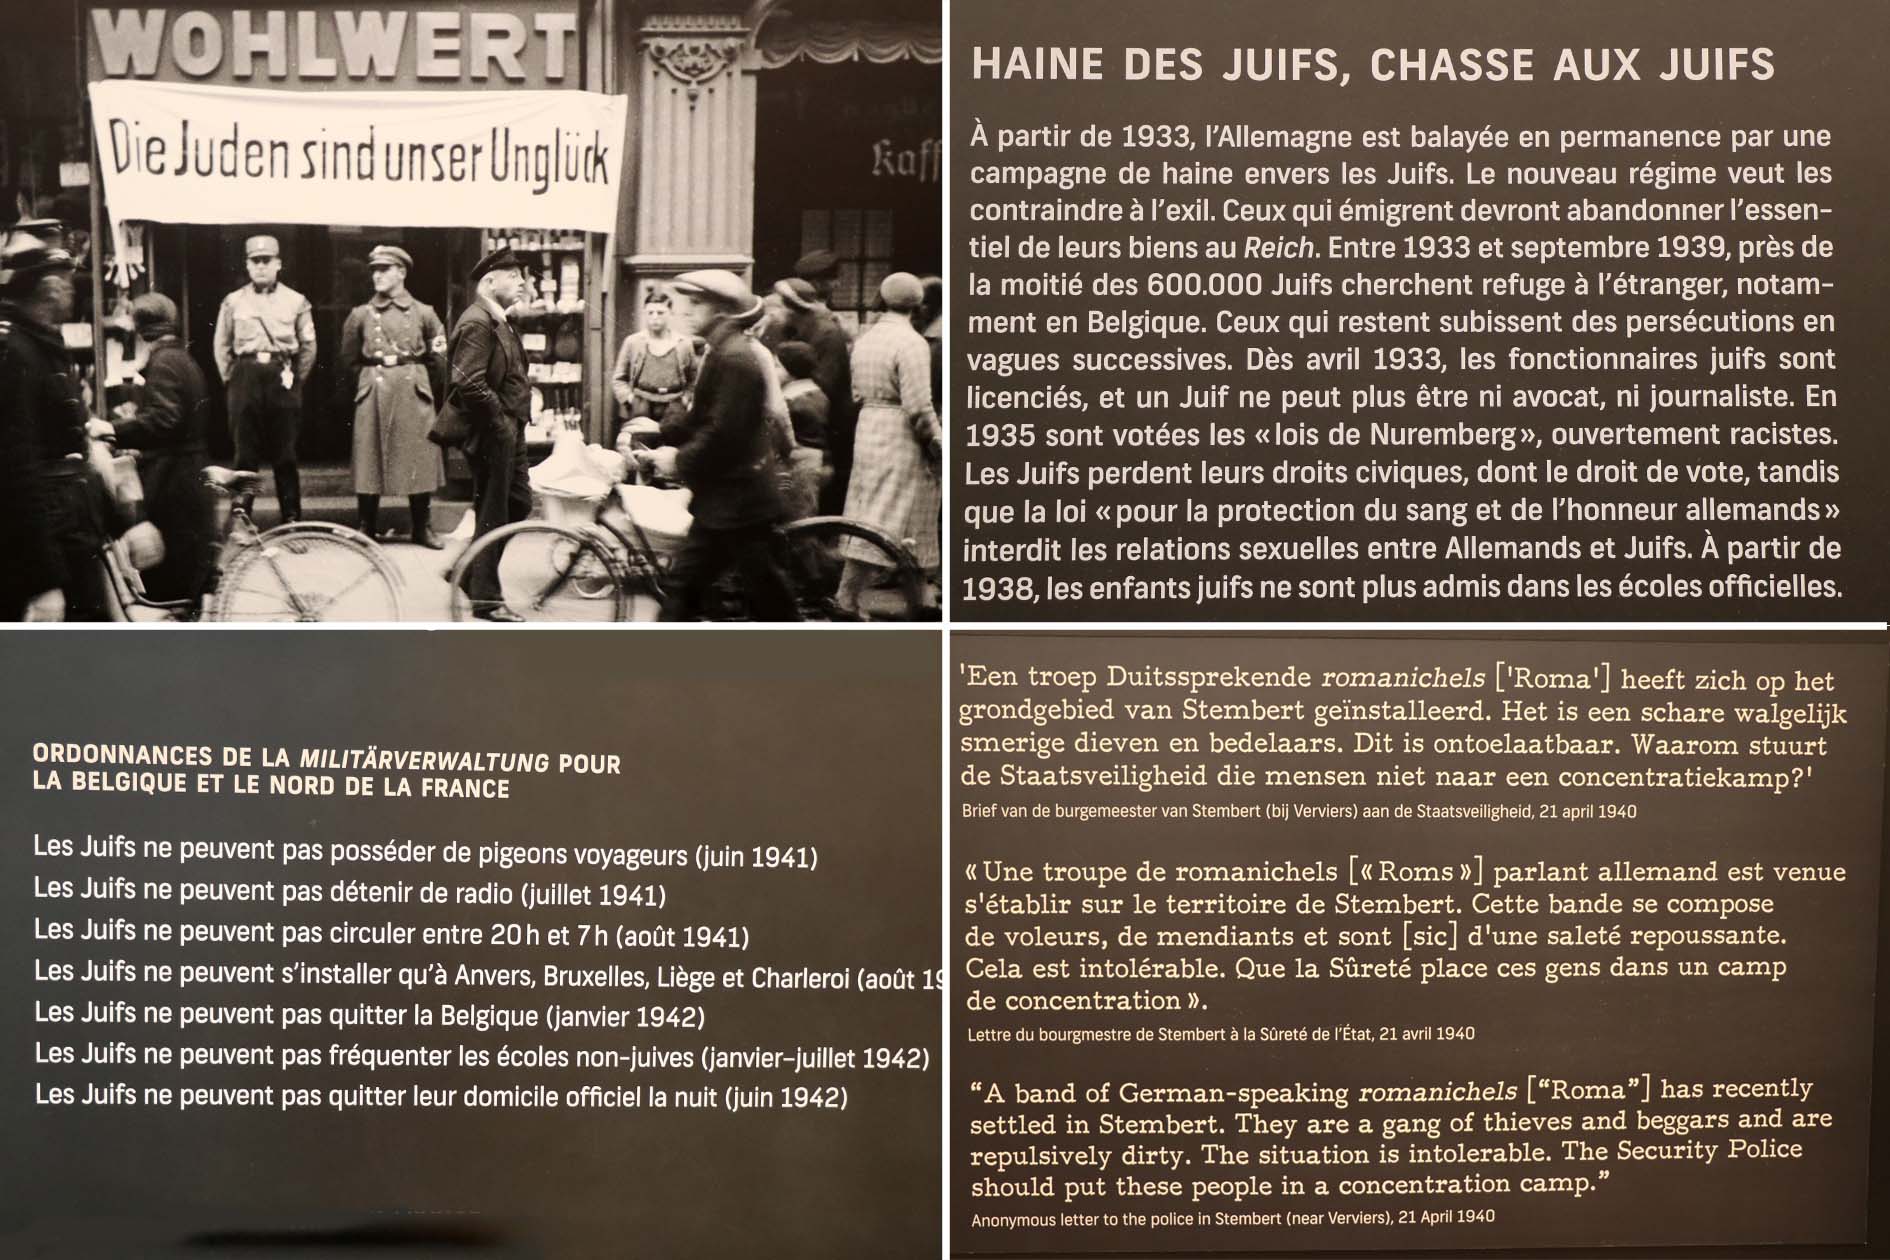 WOHLWERT
Die Juden sind unser Unglück
Kaff
HAINE DES JUIFS, CHASSE AUX JUIFS
À partir de 1933, l’Allemagne est balayée en permanence par une
campagne de haine envers les Juifs. Le nouveau régime veut les
contraindre à l’exil. Ceux qui émigrent devront abandonner l’essen-
tiel de leurs biens au Reich. Entre 1933 et septembre 1939, près de
la moitié des 600.000 Juifs cherchent refuge à l’étranger, notam-
ment en Belgique. Ceux qui restent subissent des persécutions en
vagues successives. Dès avril 1933, les fonctionnaires juifs sont
licenciés, et un Juif ne peut plus être ni avocat, ni journaliste. En
1935 sont votées les « lois de Nuremberg », ouvertement racistes.
Les Juifs perdent leurs droits civiques, dont le droit de vote, tandis
que la loi « pour la protection du sang et de l’honneur allemands »
interdit les relations sexuelles entre Allemands et Juifs. À partir de
1938, les enfants juifs ne sont plus admis dans les écoles officielles.
ORDONNANCES DE LA MILITÄRVERWALTUNG POUR
LA BELGIQUE ET LE NORD DE LA FRANCE
Les Juifs ne peuvent pas posséder de pigeons voyageurs (juin 1941)
Les Juifs ne peuvent pas détenir de radio (juillet 1941)
Les Juifs ne peuvent pas circuler entre 20 h et 7 h (août 1941)
Les Juifs ne peuvent s’installer qu’à Anvers, Bruxelles, Liège et Charleroi (août 19
Les Juifs ne peuvent pas quitter la Belgique (janvier 1942)
Les Juifs ne peuvent pas fréquenter les écoles non-juives (janvier-juillet 1942)
Les Juifs ne peuvent pas quitter leur domicile officiel la nuit (juin 1942)
'Een troep Duitssprekende romanichels ['Roma'] heeft zich op het
grondgebied van Stembert geïnstalleerd. Het is een schare walgelijk
smerige dieven en bedelaars. Dit is ontoelaatbaar. Waarom stuurt
de Staatsveiligheid die mensen niet naar een concentratiekamp?'
Brief van de burgemeester van Stembert (bij Verviers) aan de Staatsveiligheid, 21 april 1940
« Une troupe de romanichels [« Roms »] parlant allemand est venue
s'établir sur le territoire de Stembert. Cette bande se compose
de voleurs, de mendiants et sont [sic] d'une saleté repoussante.
Cela est intolérable. Que la Sûreté place ces gens dans un camp
de concentration ».
Lettre du bourgmestre de Stembert à la Sûreté de l’État, 21 avril 1940
“A band of German-speaking romanichels [“Roma”] has recently
settled in Stembert. They are a gang of thieves and beggars and are
repulsively dirty. The situation is intolerable. The Security Police
should put these people in a concentration camp.”
Anonymous letter to the police in Stembert (near Verviers), 21 April 1940